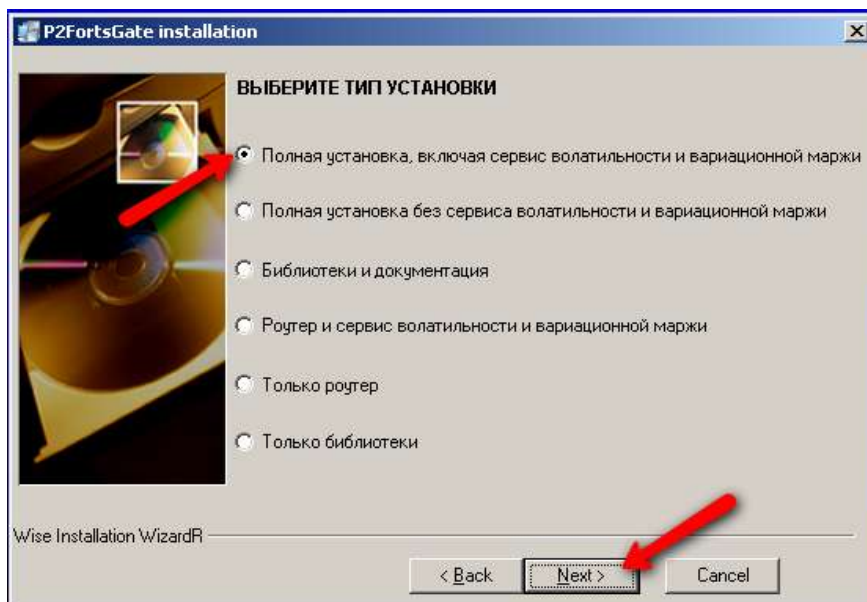 P2FortsGate installation
ВЫБЕРИТЕ ТИП УСТАНОВКИ
Полная установка, включая сервис волатильности и вариационной маржи
Полная установка без сервиса волатильности и вариационной маржи
Библиотеки и документация
Роутер и сервис волатильности и вариационной маржи
Только роутер
Только библиотеки
Wise Installation WizardR
< Back Next > Cancel